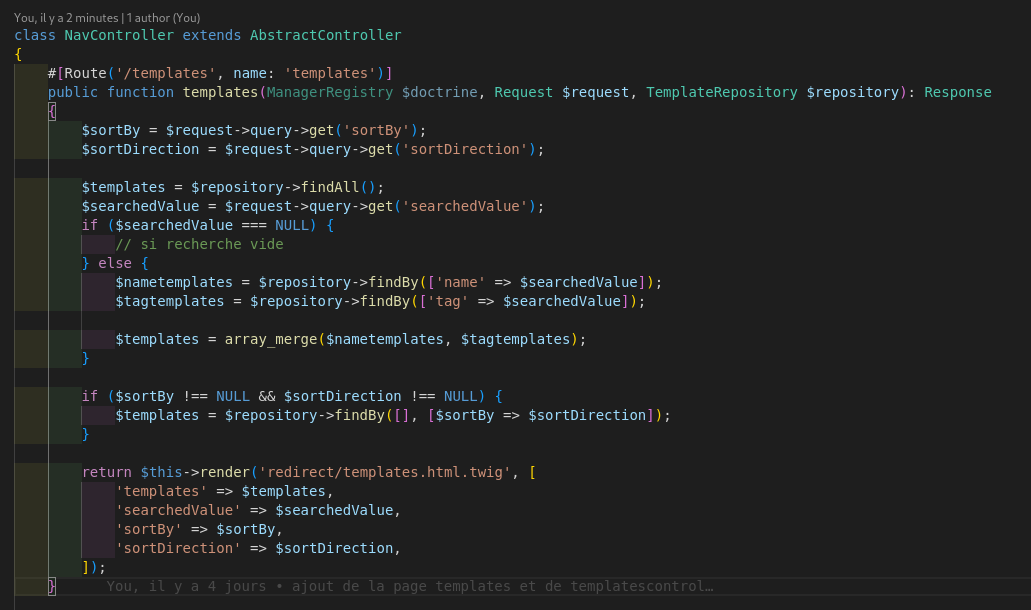 You, il y a 2 minutes | 1 author (You)
class NavController extends AbstractController
{
    #[Route('/templates', name: 'templates')]
    public function templates(ManagerRegistry $doctrine, Request $request, TemplateRepository $repository): Response
    {
        $sortBy = $request->query->get('sortBy');
        $sortDirection = $request->query->get('sortDirection');

        $templates = $repository->findAll();
        $searchedValue = $request->query->get('searchedValue');
        if ($searchedValue === NULL) {
            // si recherche vide
        } else {
            $nametemplates = $repository->findBy(['name' => $searchedValue]);
            $tagtemplates = $repository->findBy(['tag' => $searchedValue]);

            $templates = array_merge($nametemplates, $tagtemplates);
        }

        if ($sortBy !== NULL && $sortDirection !== NULL) {
            $templates = $repository->findBy([], [$sortBy => $sortDirection]);
        }

        return $this->render('redirect/templates.html.twig', [
            'templates' => $templates,
            'searchedValue' => $searchedValue,
            'sortBy' => $sortBy,
            'sortDirection' => $sortDirection,
        ]);
    }      You, il y a 4 jours • ajout de la page templates et de templatescontrol…